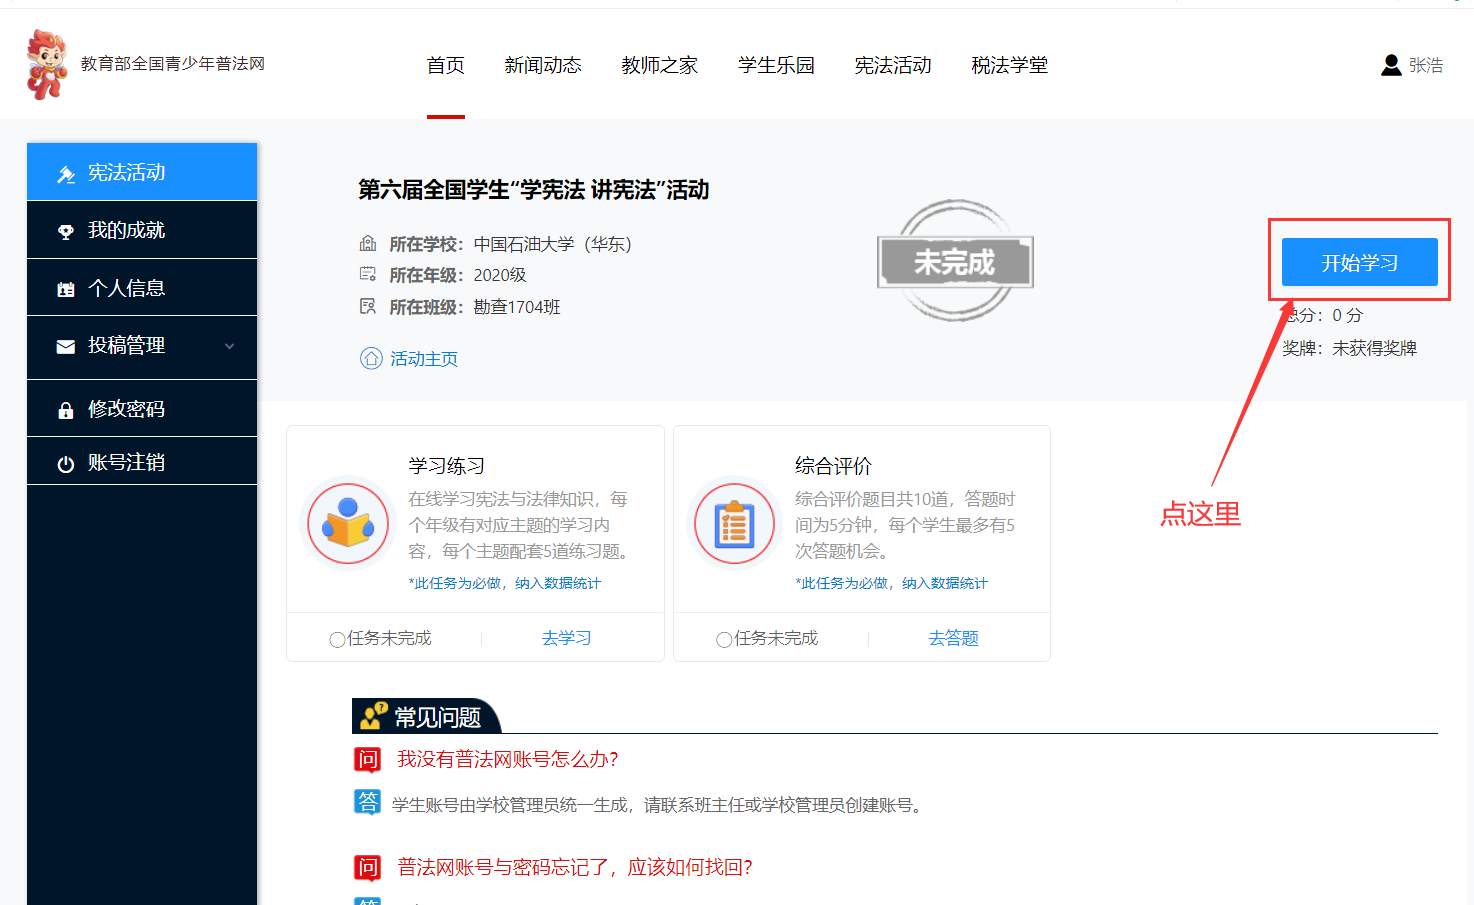 教育部全国青少年普法网
首页 新闻动态 教师之家 学生乐园 宪法活动 税法学堂
张浩
宪法活动
我的成就
个人信息
投稿管理
修改密码
账号注销
第六届全国学生“学宪法 讲宪法”活动
所在学校：中国石油大学（华东）
所在年级：2020级
所在班级：勘查1704班
活动主页
未完成
开始学习
总分：0 分
奖牌：未获得奖牌
点这里
学习练习
在线学习宪法与法律知识，每
个年级有对应主题的学习内
容，每个主题配套5道练习题。
*此任务为必做，纳入数据统计
任务未完成 去学习
综合评价
综合评价题目共10道，答题时
间为5分钟，每个学生最多有5
次答题机会。
*此任务为必做，纳入数据统计
任务未完成 去答题
常见问题
问 我没有普法网账号怎么办？
答 学生账号由学校管理员统一生成，请联系班主任或学校管理员创建账号。
问 普法网账号与密码忘记了，应该如何找回？